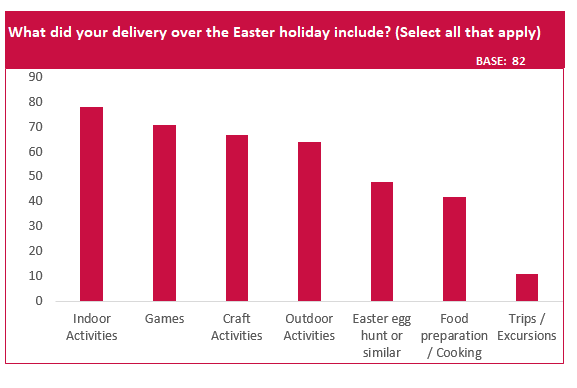 What did your delivery over the Easter holiday include? (Select all that apply)
BASE: 82
90
80
70
60
50
40
30
20
10
0
Indoor
Activities
Games
Craft
Activities
Outdoor
Activities
Easter egg
hunt or
similar
Food
preparation
/ Cooking
Trips /
Excursions